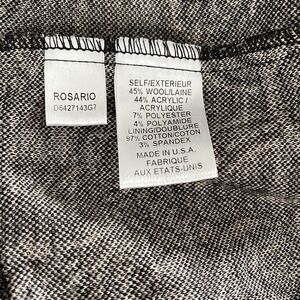 ROSARIO
D6427143G7
SELF/EXTERIEUR
45% WOOL/LAINE
44% ACRYLIC /
ACRYLIQUE
7% POLYESTER
4% POLYAMIDE
LINING/DOUBLURE
97% COTTON/COTON
3% SPANDEX
MADE IN U.S.A.
FABRIQUE
AUX ETATS-UNIS